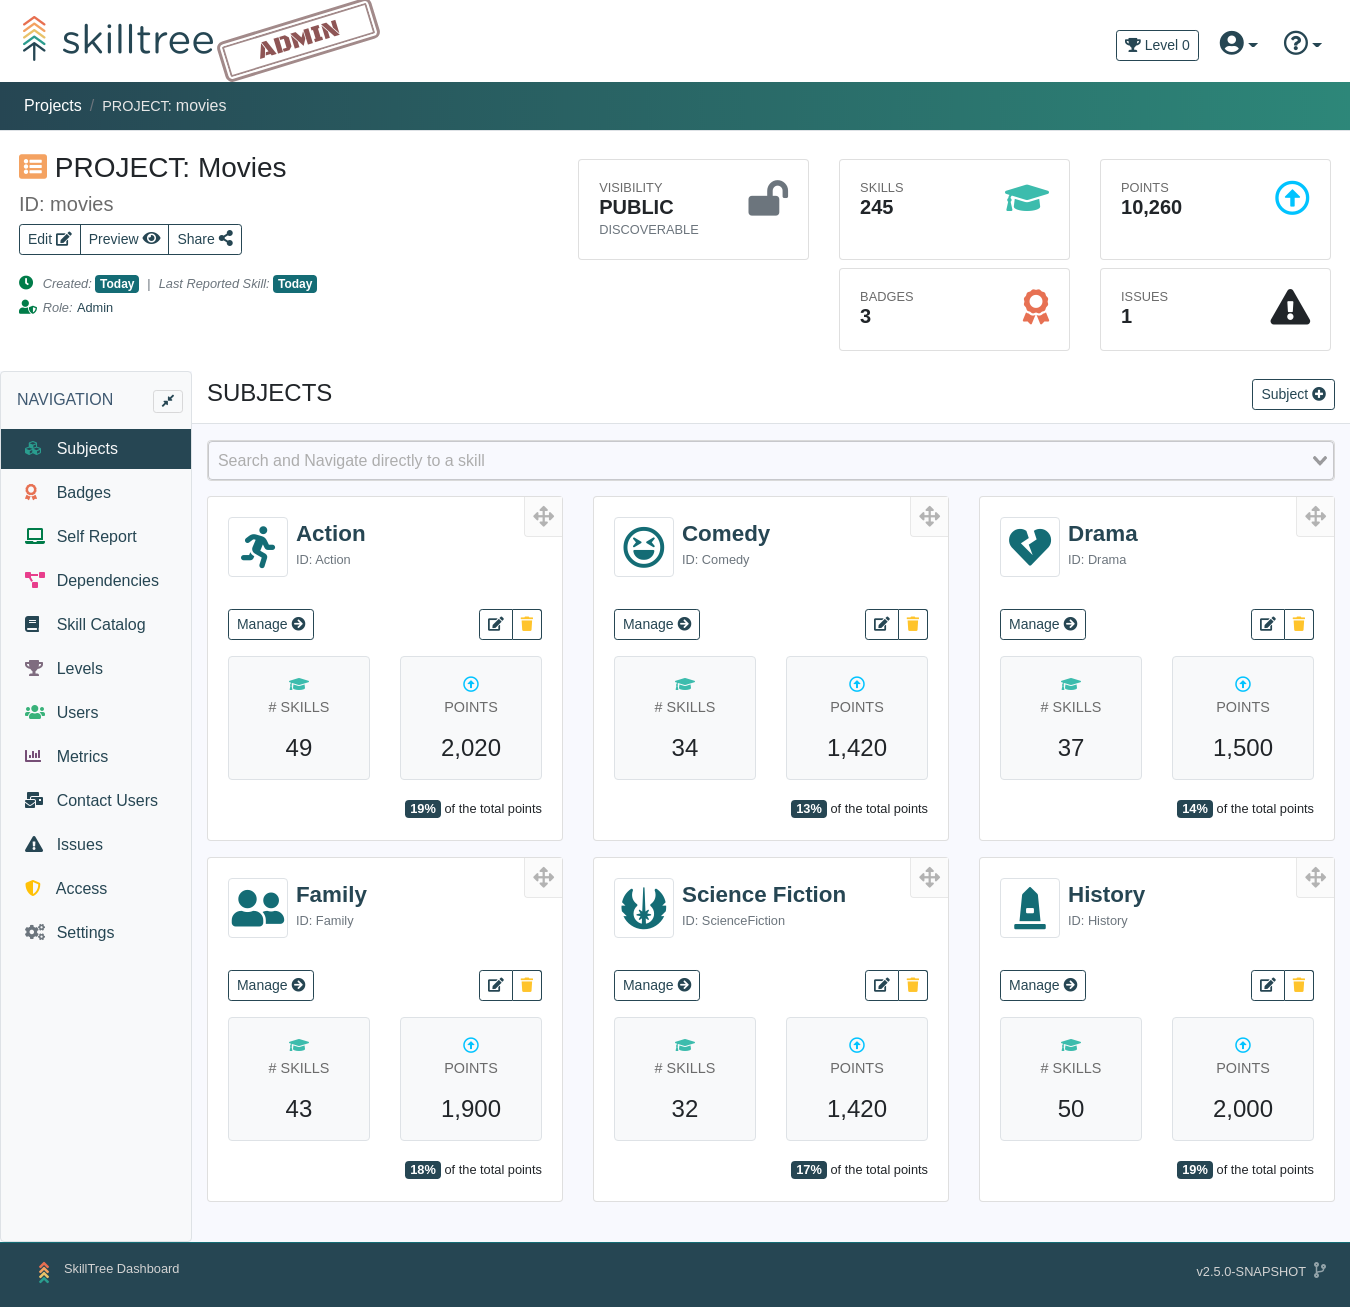 skilltree
ADMIN
Level 0
Projects / PROJECT: movies
PROJECT: Movies
ID: movies
Edit Preview Share
Created: Today | Last Reported Skill: Today
Role: Admin
VISIBILITY
PUBLIC
DISCOVERABLE
SKILLS
245
POINTS
10,260
BADGES
3
ISSUES
1
NAVIGATION
Subjects
Badges
Self Report
Dependencies
Skill Catalog
Levels
Users
Metrics
Contact Users
Issues
Access
Settings
SUBJECTS
Subject
Search and Navigate directly to a skill
Action
ID: Action
Manage
# SKILLS
49
POINTS
2,020
19% of the total points
Comedy
ID: Comedy
Manage
# SKILLS
34
POINTS
1,420
13% of the total points
Drama
ID: Drama
Manage
# SKILLS
37
POINTS
1,500
14% of the total points
Family
ID: Family
Manage
# SKILLS
43
POINTS
1,900
18% of the total points
Science Fiction
ID: ScienceFiction
Manage
# SKILLS
32
POINTS
1,420
17% of the total points
History
ID: History
Manage
# SKILLS
50
POINTS
2,000
19% of the total points
SkillTree Dashboard
v2.5.0-SNAPSHOT